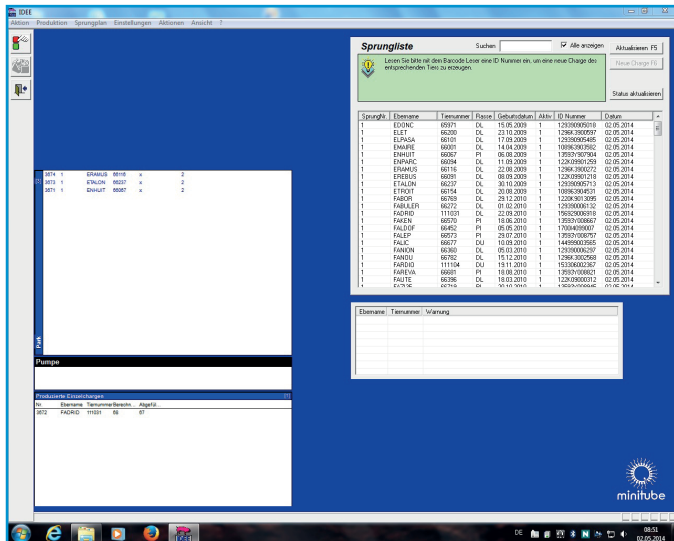 IDEE
Aktion Produktion Sprungplan Einstellungen Aktionen Ansicht ?
Sprungliste
Suchen
Alle anzeigen
Aktualisieren F5
Lesen Sie bitte mit dem Barcode Leser eine ID Nummer ein, um eine neue Charge des
entsprechenden Tiers zu erzeugen.
Neue Charge F6
Status aktualisieren
SprungNr. Ebername Tiernummer Rasse Geburtsdatum Aktiv ID Nummer Datum
1 EDONC 65971 DL 15.05.2009 1 129390905018 02.05.2014
1 ELET 66200 DL 23.10.2009 1 1296K3900597 02.05.2014
1 ELPASA 66101 DL 17.09.2009 1 129390905485 02.05.2014
1 EMAIRE 66001 DL 14.04.2009 1 108963903582 02.05.2014
1 ENHUIT 66067 PI 06.08.2009 1 13593Y907904 02.05.2014
1 ENPARC 66094 DL 11.09.2009 1 122K09901259 02.05.2014
1 ERAMUS 66116 DL 22.08.2009 1 1296K3900272 02.05.2014
1 EREBUS 66091 DL 08.09.2009 1 122K09901218 02.05.2014
1 ETALON 66237 DL 30.10.2009 1 129390905713 02.05.2014
1 ETROIT 66154 DL 20.08.2009 1 108963904531 02.05.2014
1 FABOR 66769 DL 29.12.2010 1 1220K9013095 02.05.2014
1 FABULER 66272 DL 01.02.2010 1 129390006132 02.05.2014
1 FADRID 111031 DL 22.09.2010 1 156929006918 02.05.2014
1 FAKEN 66570 PI 18.06.2010 1 13593Y008667 02.05.2014
1 FALDOF 66452 PI 05.05.2010 1 1700I4099007 02.05.2014
1 FALEP 66573 PI 29.07.2010 1 13593Y008757 02.05.2014
1 FALIC 66677 DU 10.09.2010 1 144999003565 02.05.2014
1 FANION 66360 DL 05.03.2010 1 129390006297 02.05.2014
1 FANOU 66782 DL 15.12.2010 1 1296K3002568 02.05.2014
1 FARDIO 111104 DU 19.11.2010 1 153306002367 02.05.2014
1 FAREVA 66681 PI 18.08.2010 1 13593Y008821 02.05.2014
1 FAUTE 66396 DL 18.03.2010 1 122K09000312 02.05.2014
3674 1 ERAMUS 66116 x 2
3673 1 ETALON 66237 x 2
3671 1 ENHUIT 66067 x 2
Park
Pumpe
Produzierte Einzelchargen
Nr. Ebername Tiernummer Berechn... Abgefül...
3672 FADRID 111031 68 67
Ebername Tiernummer Warnung
minitube
IDEE
DE
08:51
02.05.2014